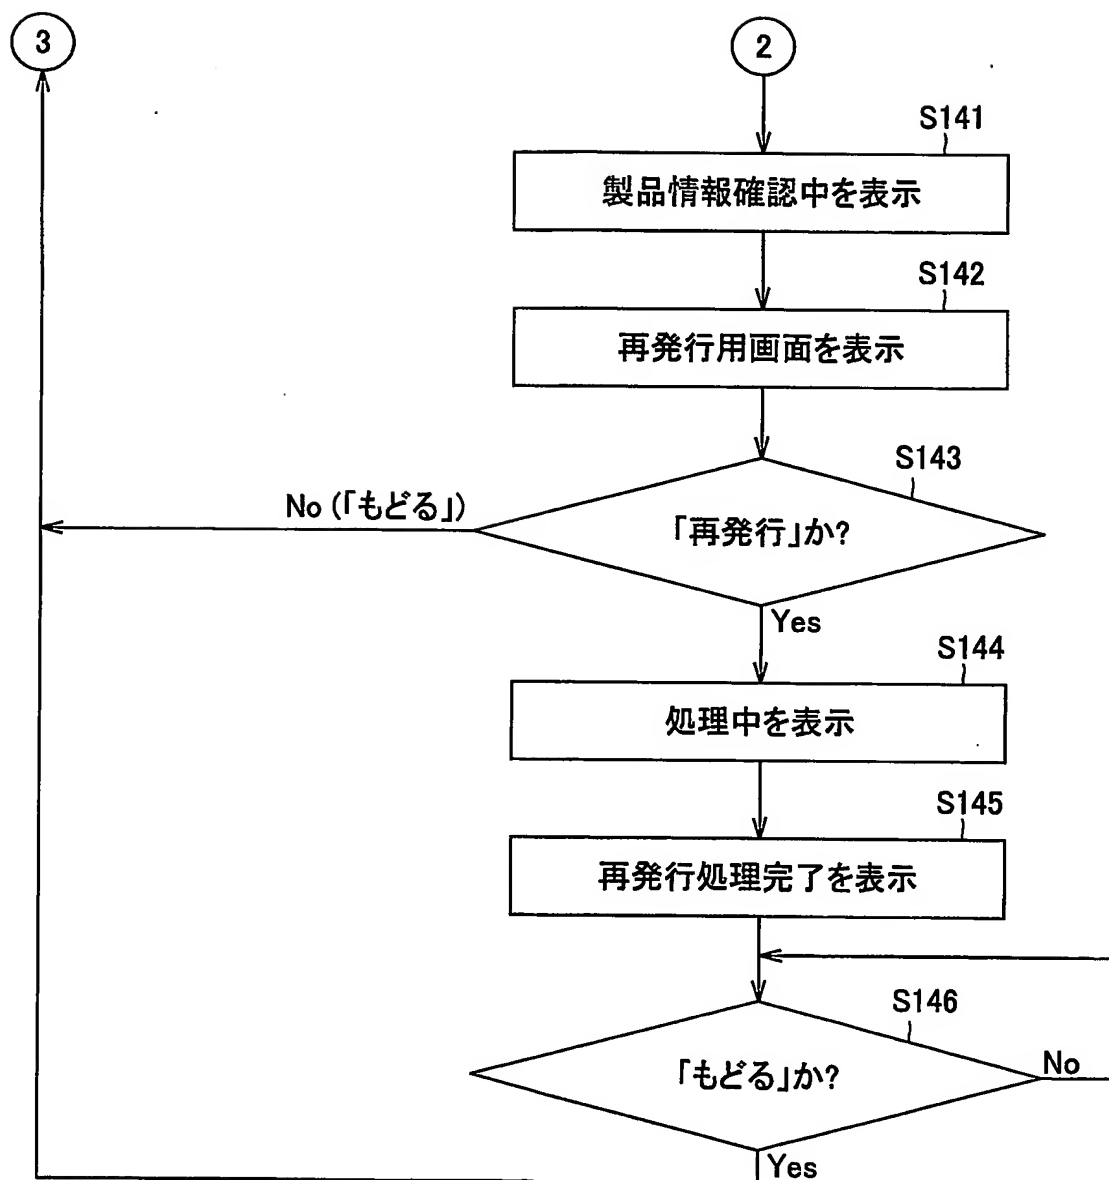 3
2
S141
製品情報確認中を表示
S142
再発行用画面を表示
S143
No (「もどる」)
「再発行」か?
Yes
S144
処理中を表示
S145
再発行処理完了を表示
S146
「もどる」か?
No
Yes